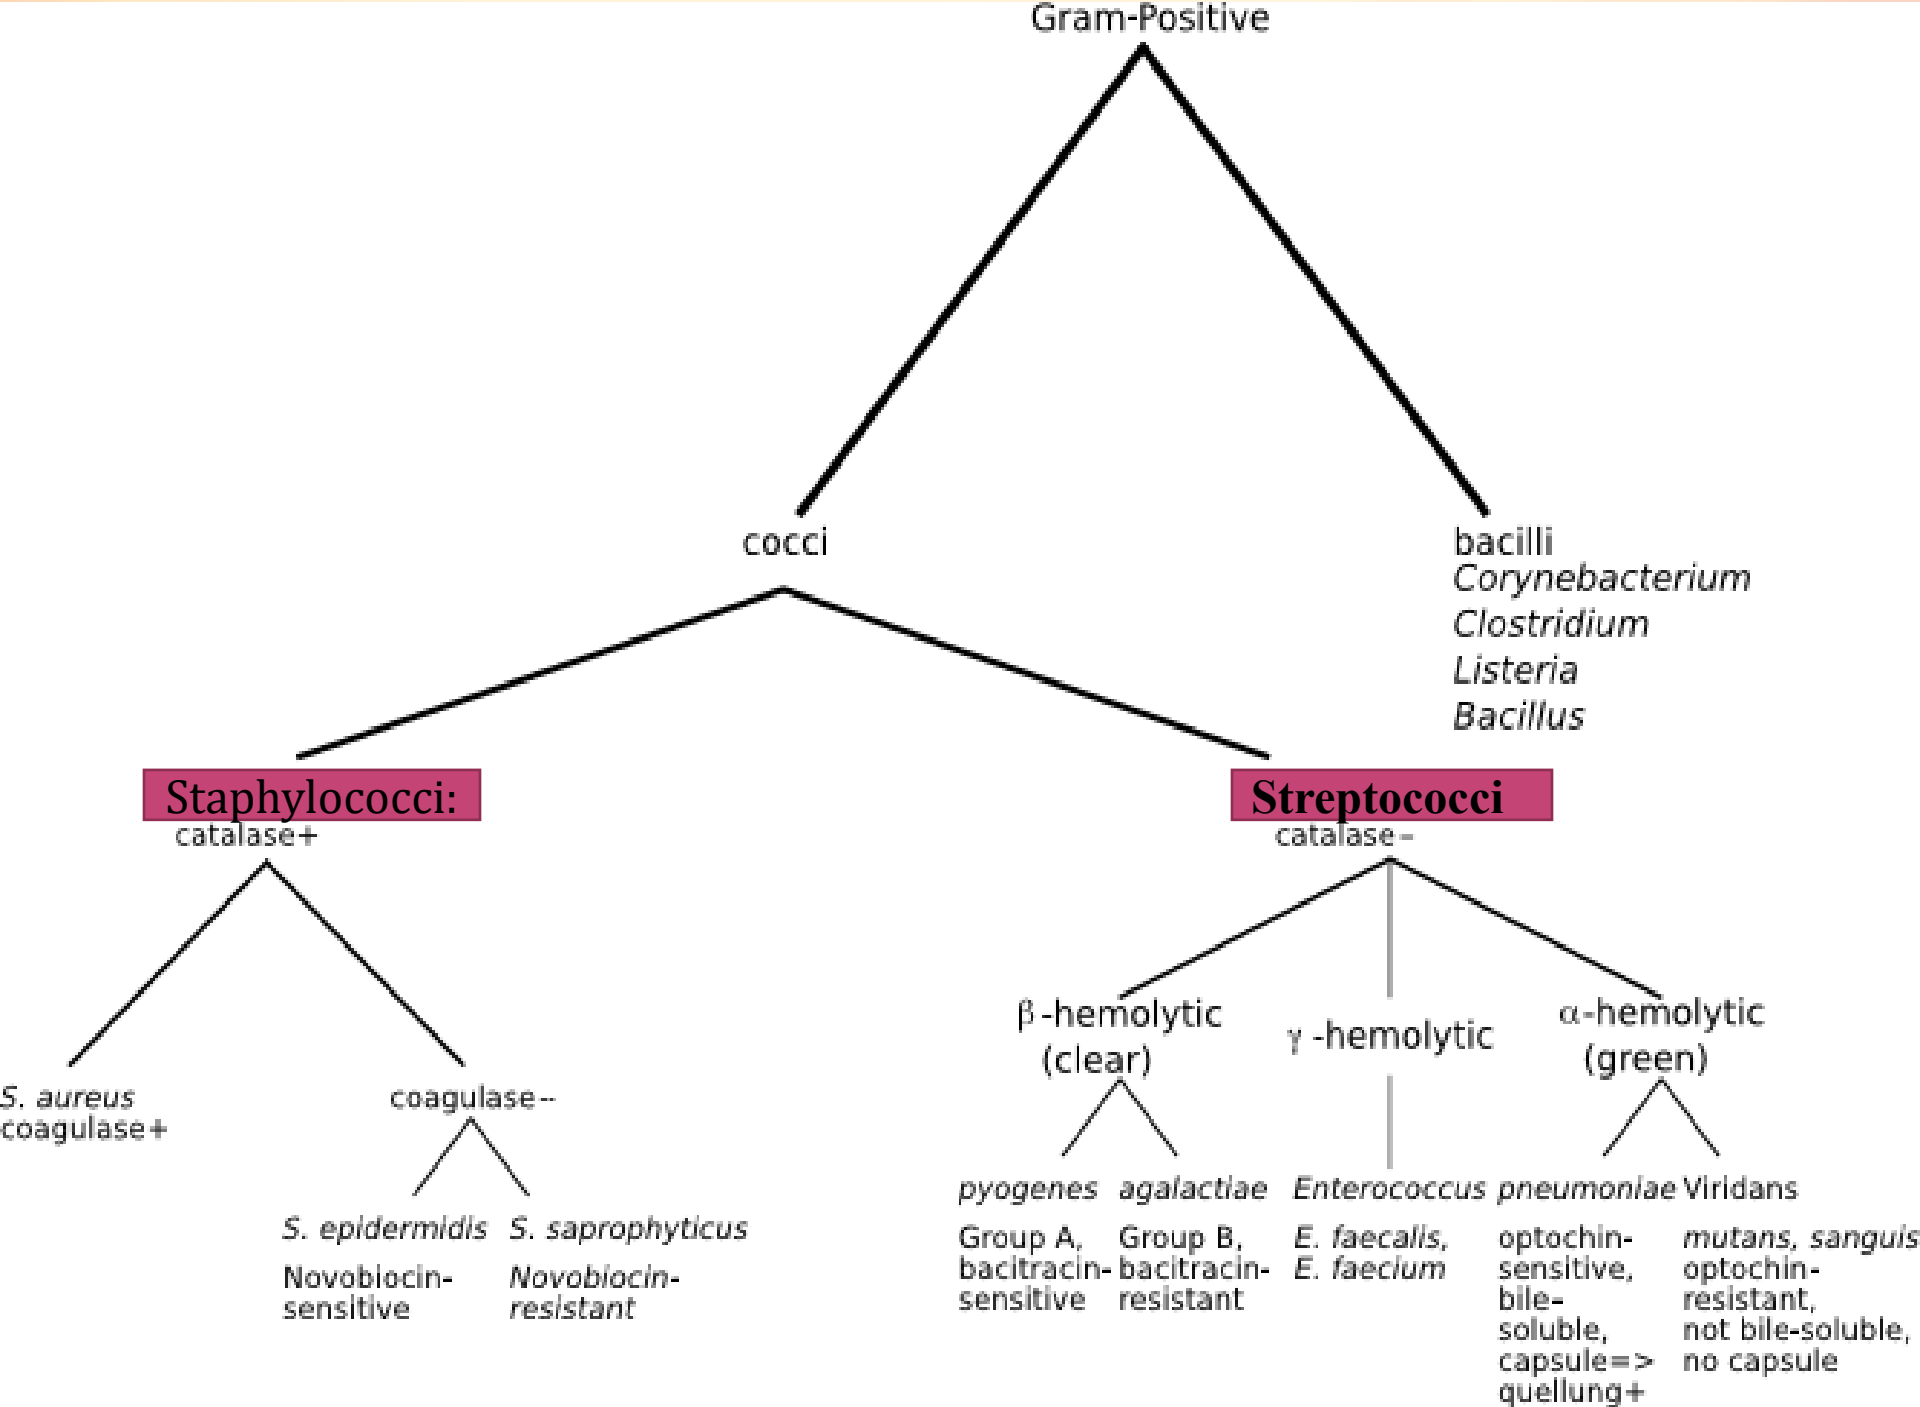 Gram-Positive
cocci
bacilli
Corynebacterium
Clostridium
Listeria
Bacillus
Staphylococci:
catalase+
Streptococci
catalase–
S. aureus
coagulase+
coagulase–
S. epidermidis
Novobiocin-
sensitive
S. saprophyticus
Novobiocin-
resistant
β-hemolytic
(clear)
γ-hemolytic
α-hemolytic
(green)
pyogenes
Group A,
bacitracin-
sensitive
agalactiae
Group B,
bacitracin-
resistant
Enterococcus
E. faecalis,
E. faecium
pneumoniae
optochin-
sensitive,
bile–
soluble,
capsule=>
quellung+
Viridans
mutans, sanguis
optochin-
resistant,
not bile-soluble,
no capsule